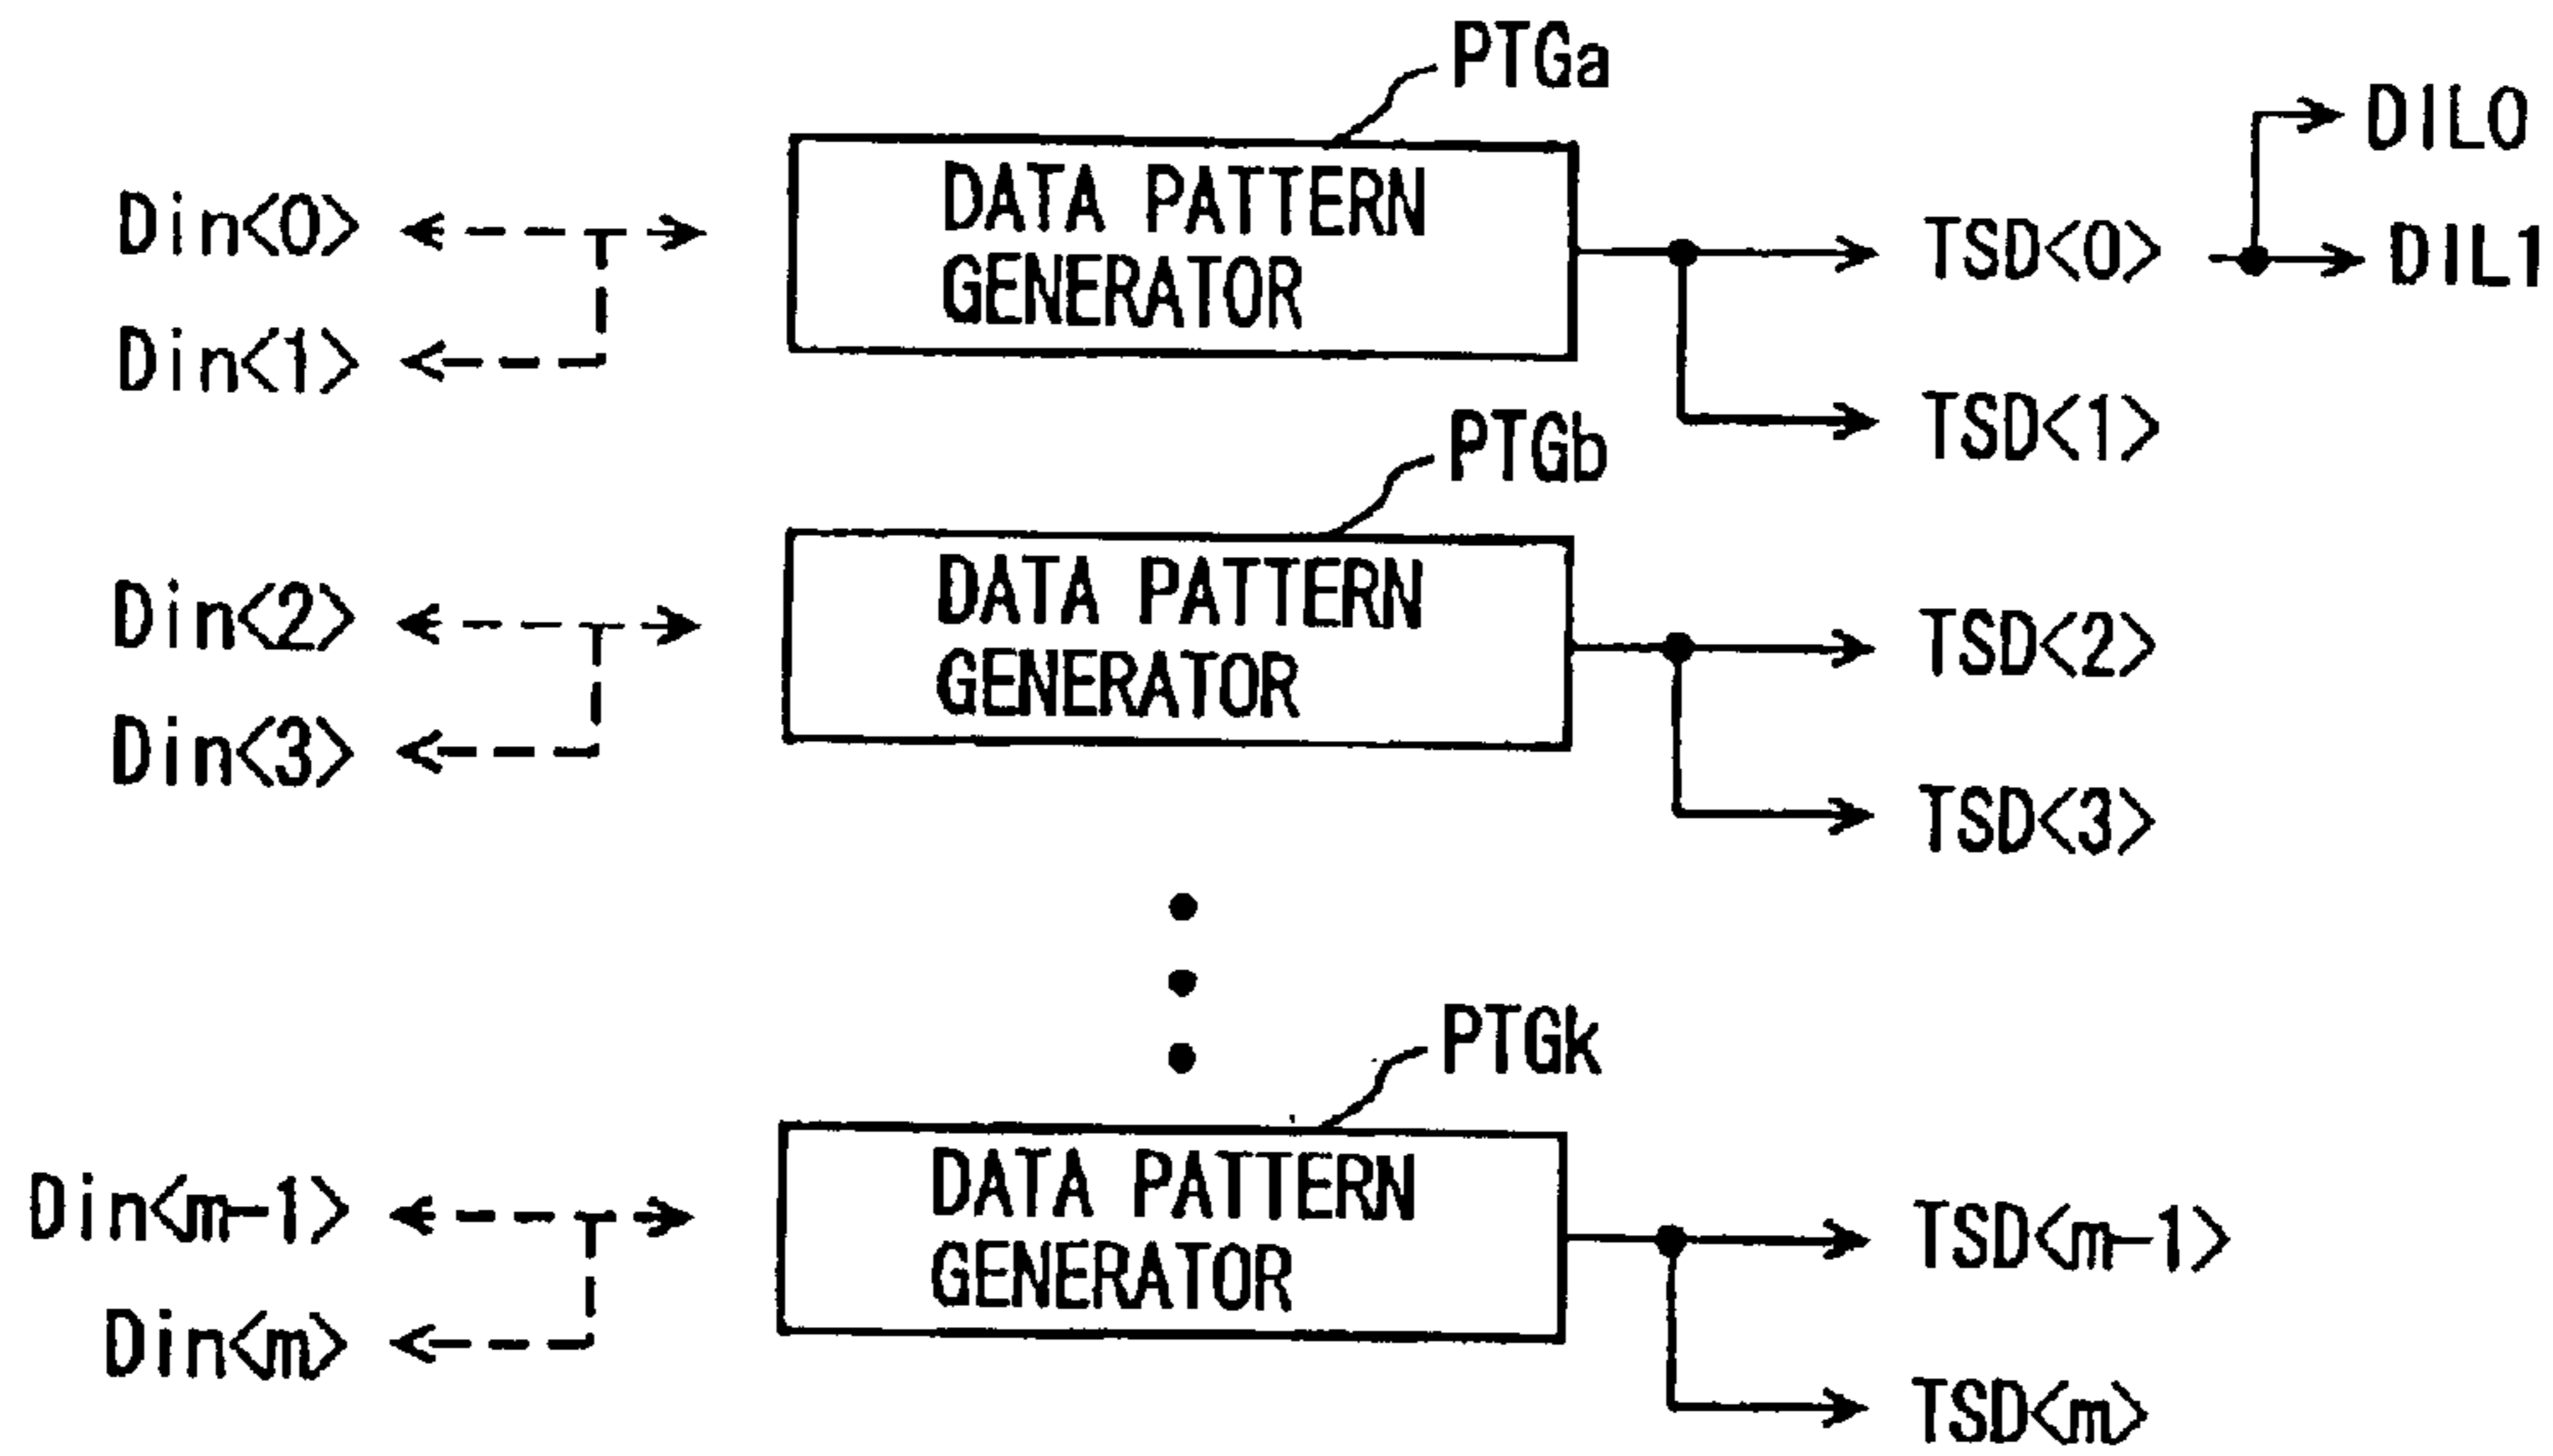 PTGa
DATA PATTERN
GENERATOR
Din<0>
Din<1>
TSD<0>
TSD<1>
DIL0
DIL1
PTGb
DATA PATTERN
GENERATOR
Din<2>
Din<3>
TSD<2>
TSD<3>
PTGk
DATA PATTERN
GENERATOR
Din<m-1>
Din<m>
TSD<m-1>
TSD<m>